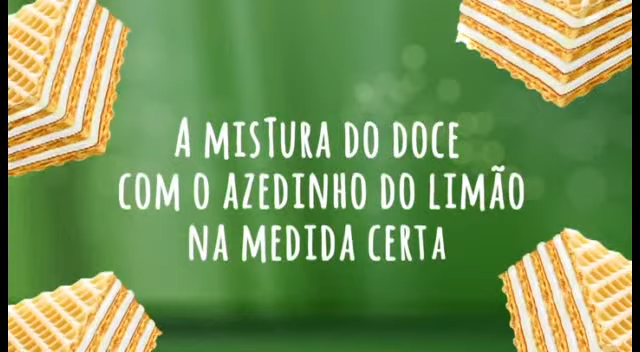 A MISTURA DO DOCE
COM O AZEDINHO DO LIMÃO
NA MEDIDA CERTA